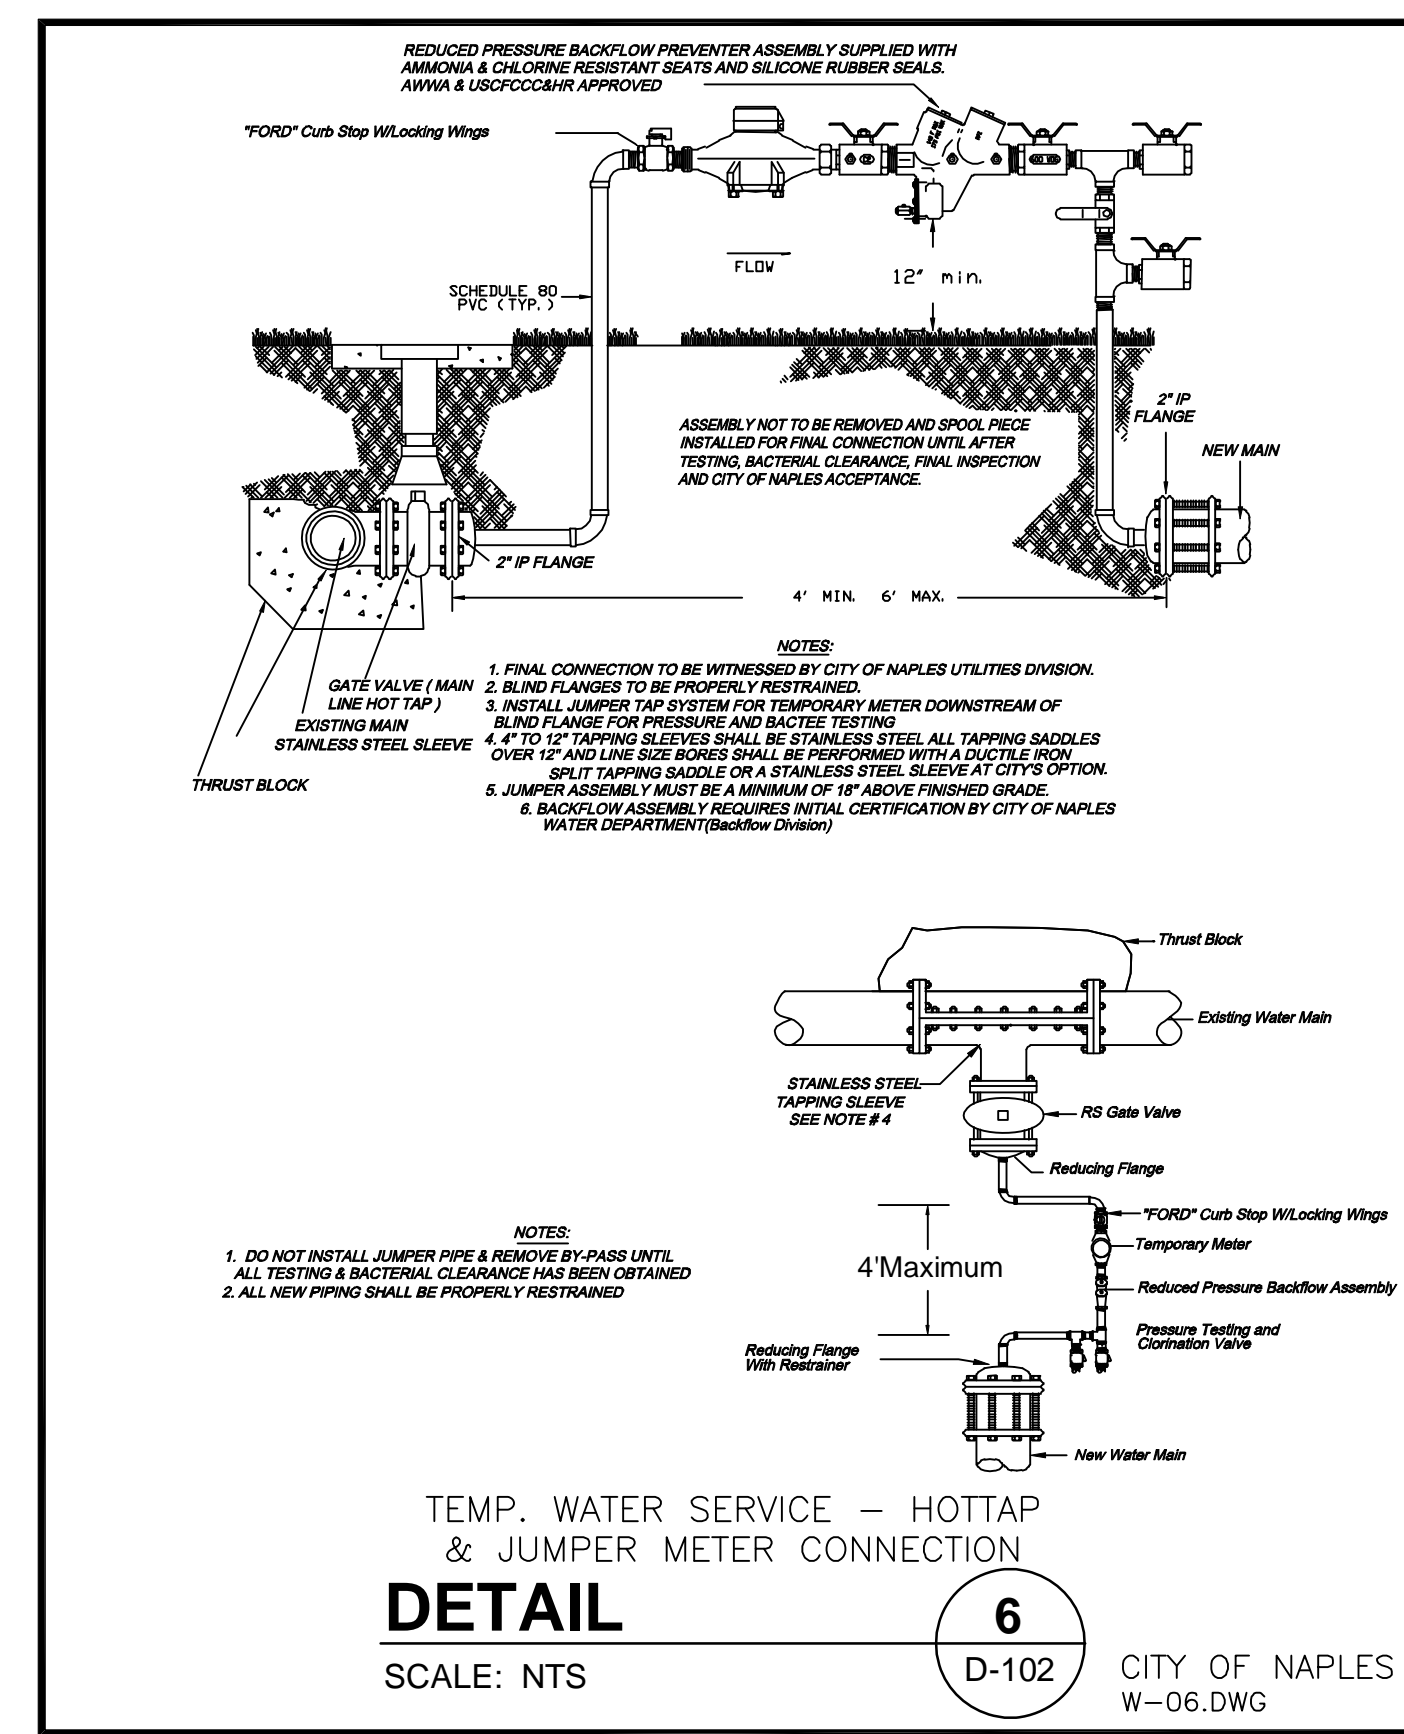 REDUCED PRESSURE BACKFLOW PREVENTER ASSEMBLY SUPPLIED WITH
AMMONIA & CHLORINE RESISTANT SEATS AND SILICONE RUBBER SEALS.
AWWA & USCFCCC&HR APPROVED
"FORD" Curb Stop W/Locking Wings
FLOW
12" min.
SCHEDULE 80
PVC (TYP.)
2" IP
FLANGE
NEW MAIN
ASSEMBLY NOT TO BE REMOVED AND SPOOL PIECE
INSTALLED FOR FINAL CONNECTION UNTIL AFTER
TESTING, BACTERIAL CLEARANCE, FINAL INSPECTION
AND CITY OF NAPLES ACCEPTANCE.
2" IP FLANGE
4' MIN. 6' MAX.
GATE VALVE ( MAIN
LINE HOT TAP )
EXISTING MAIN
STAINLESS STEEL SLEEVE
THRUST BLOCK
NOTES:
1. FINAL CONNECTION TO BE WITNESSED BY CITY OF NAPLES UTILITIES DIVISION.
2. BLIND FLANGES TO BE PROPERLY RESTRAINED.
3. INSTALL JUMPER TAP SYSTEM FOR TEMPORARY METER DOWNSTREAM OF
BLIND FLANGE FOR PRESSURE AND BACTEE TESTING
4. 4" TO 12" TAPPING SLEEVES SHALL BE STAINLESS STEEL ALL TAPPING SADDLES
OVER 12" AND LINE SIZE BORES SHALL BE PERFORMED WITH A DUCTILE IRON
SPLIT TAPPING SADDLE OR A STAINLESS STEEL SLEEVE AT CITY'S OPTION.
5. JUMPER ASSEMBLY MUST BE A MINIMUM OF 18" ABOVE FINISHED GRADE.
6. BACKFLOW ASSEMBLY REQUIRES INITIAL CERTIFICATION BY CITY OF NAPLES
WATER DEPARTMENT(Backflow Division)
Thrust Block
Existing Water Main
STAINLESS STEEL
TAPPING SLEEVE
SEE NOTE # 4
RS Gate Valve
Reducing Flange
"FORD" Curb Stop W/Locking Wings
Temporary Meter
4'Maximum
Reduced Pressure Backflow Assembly
Pressure Testing and
Clorination Valve
Reducing Flange
With Restrainer
New Water Main
NOTES:
1. DO NOT INSTALL JUMPER PIPE & REMOVE BY-PASS UNTIL
ALL TESTING & BACTERIAL CLEARANCE HAS BEEN OBTAINED
2. ALL NEW PIPING SHALL BE PROPERLY RESTRAINED
TEMP. WATER SERVICE – HOTTAP
& JUMPER METER CONNECTION
DETAIL
SCALE: NTS
6
D-102
CITY OF NAPLES
W-06.DWG